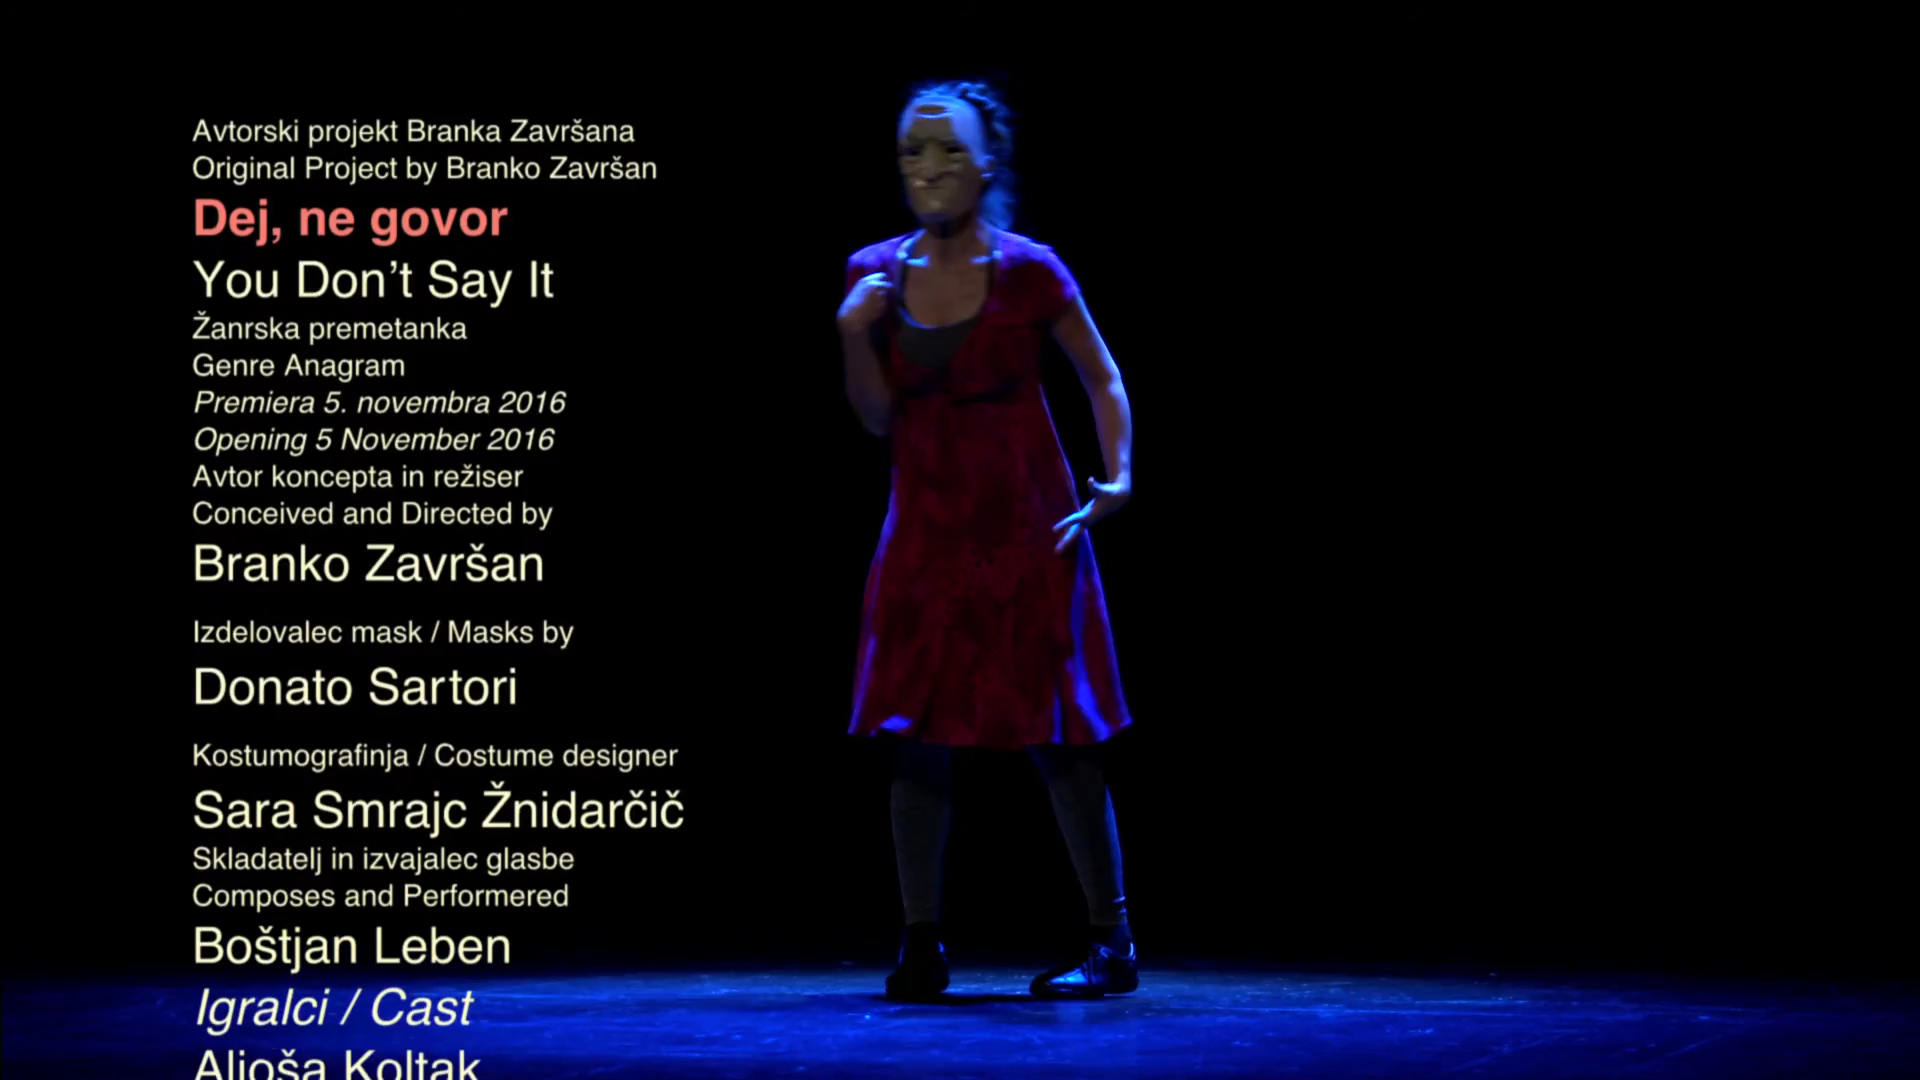 Avtorski projekt Branka Završana
Original Project by Branko Završan
Dej, ne govor
You Don’t Say It
Žanrska premetanka
Genre Anagram
Premiera 5. novembra 2016
Opening 5 November 2016
Avtor koncepta in režiser
Conceived and Directed by
Branko Završan
Izdelovalec mask / Masks by
Donato Sartori
Kostumografinja / Costume designer
Sara Smrajc Žnidarčič
Skladatelj in izvajalec glasbe
Composes and Performered
Boštjan Leben
Igralci / Cast
Aljoša Koltak